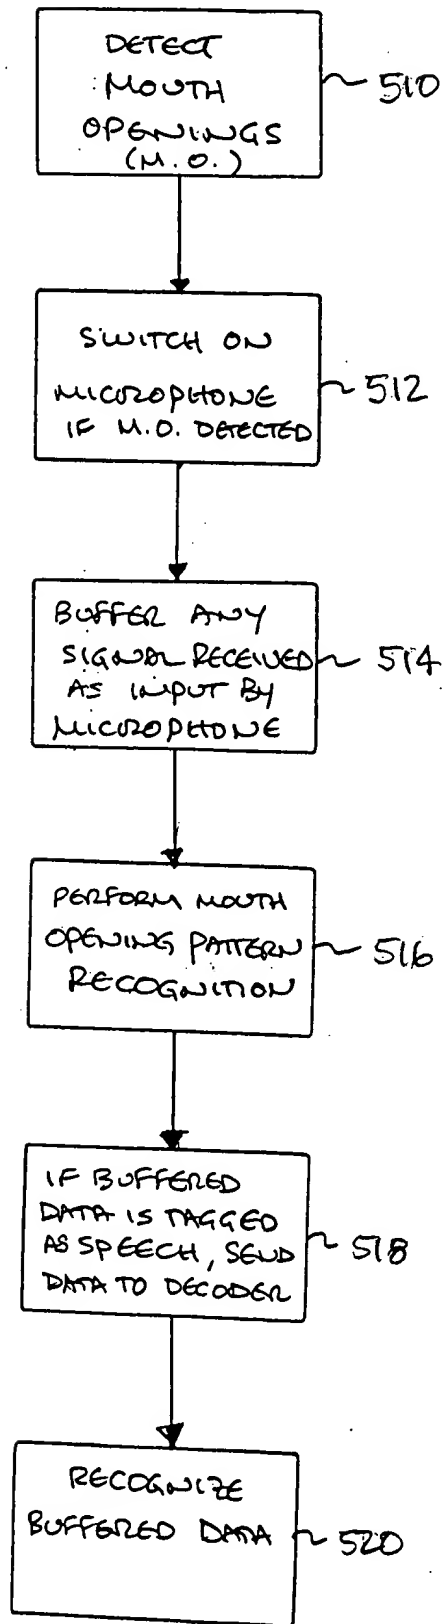 DETECT
MOUTH
OPENINGS
(M.O.)
510
SWITCH ON
MICROPHONE
IF M.O. DETECTED
512
BUFFER ANY
SIGNAL RECEIVED
AS INPUT BY
MICROPHONE
514
PERFORM MOUTH
OPENING PATTERN
RECOGNITION
516
IF BUFFERED
DATA IS TAGGED
AS SPEECH, SEND
DATA TO DECODER
518
RECOGNIZE
BUFFERED DATA
520